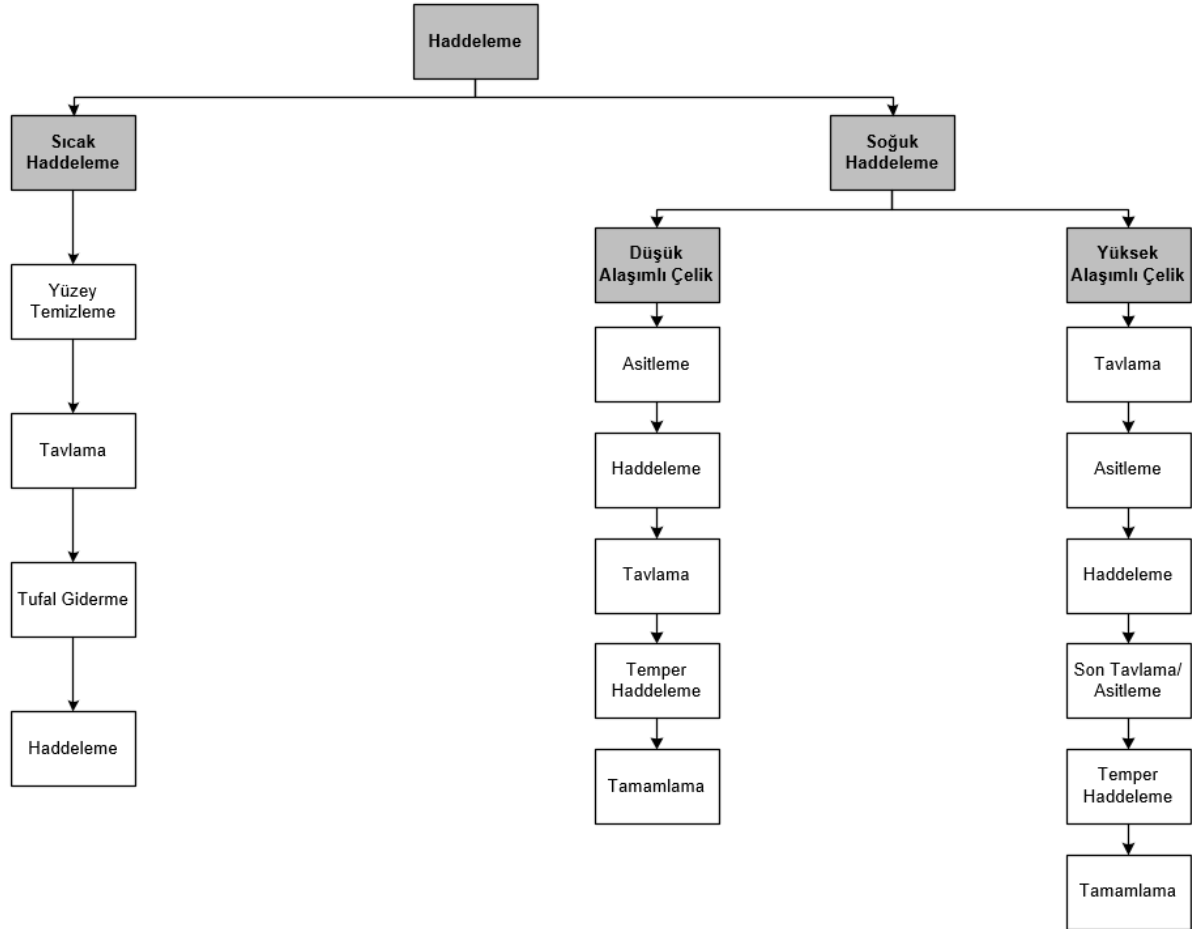 Haddeleme
Sıcak
Haddeleme
Yüzey
Temizleme
Tavlama
Tufal Giderme
Haddeleme
Soğuk
Haddeleme
Düşük
Alaşımlı Çelik
Asitleme
Haddeleme
Tavlama
Temper
Haddeleme
Tamamlama
Yüksek
Alaşımlı Çelik
Tavlama
Asitleme
Haddeleme
Son Tavlama/
Asitleme
Temper
Haddeleme
Tamamlama